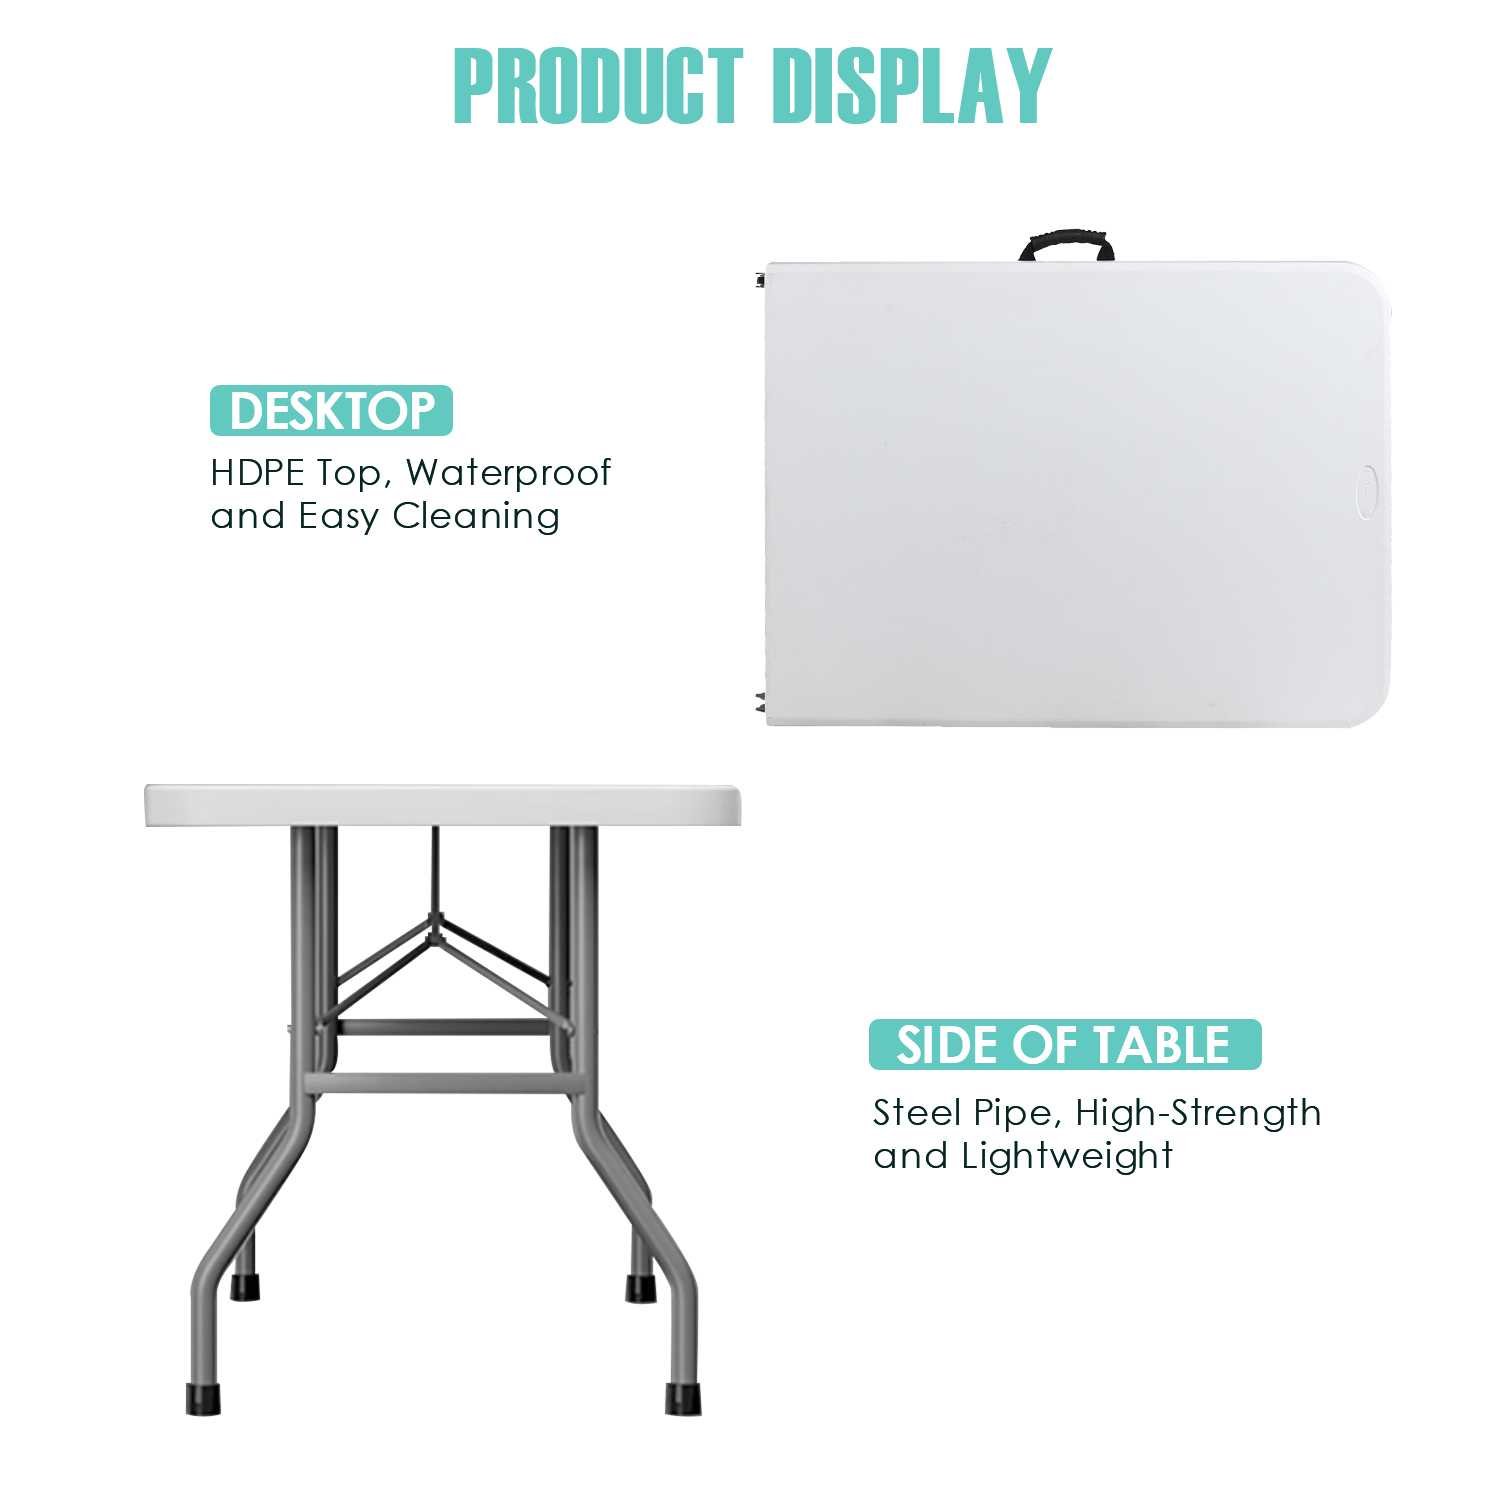 PRODUCT DISPLAY
DESKTOP
HDPE Top, Waterproof
and Easy Cleaning
SIDE OF TABLE
Steel Pipe, High-Strength
and Lightweight